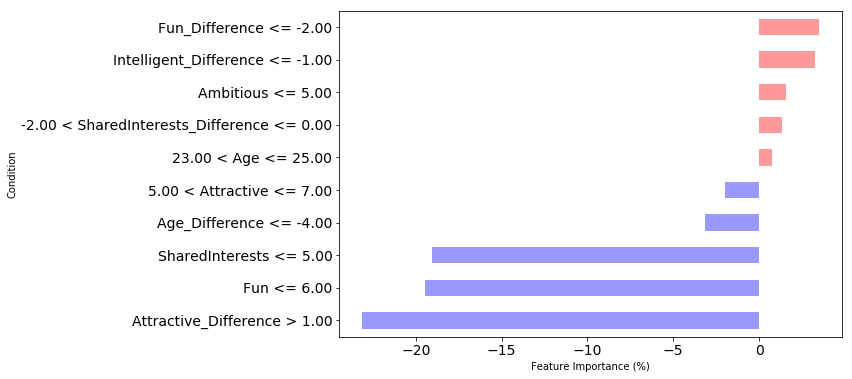 Fun_Difference <= -2.00
Intelligent_Difference <= -1.00
Ambitious <= 5.00
-2.00 < SharedInterests_Difference <= 0.00
23.00 < Age <= 25.00
5.00 < Attractive <= 7.00
Age_Difference <= -4.00
SharedInterests <= 5.00
Fun <= 6.00
Attractive_Difference > 1.00
Condition
−20 −15 −10 −5 0
Feature Importance (%)